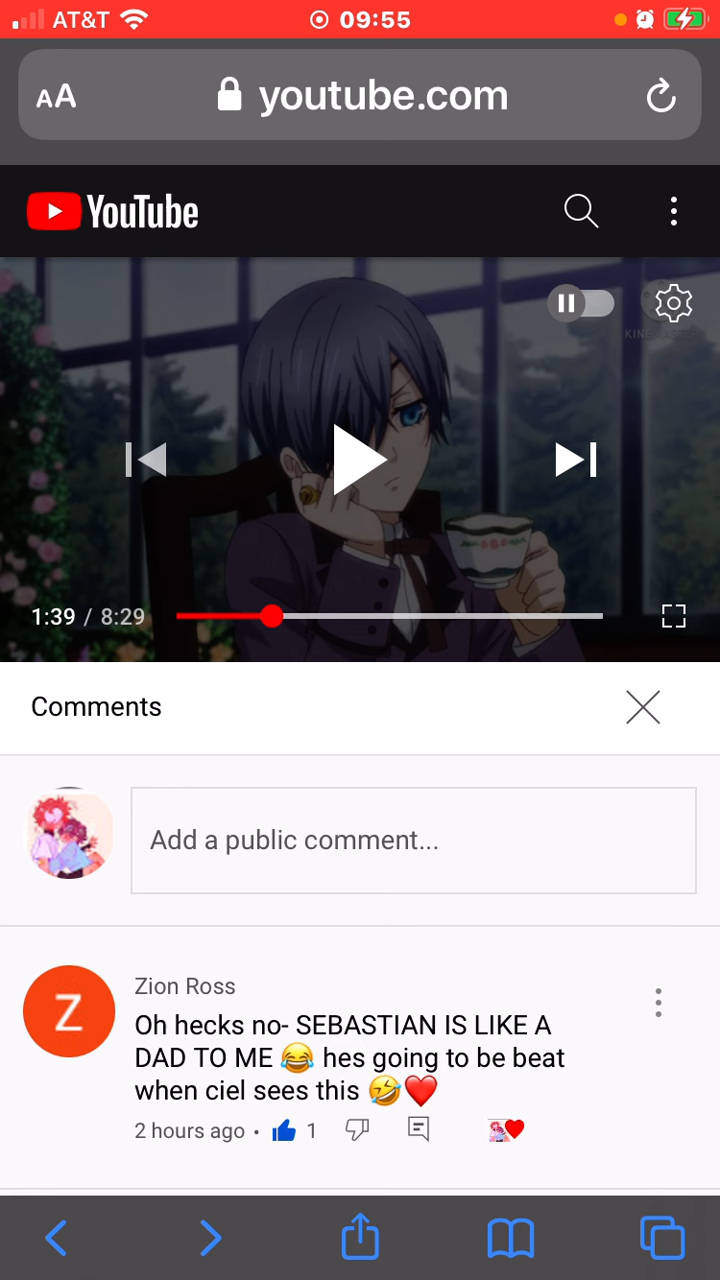 AT&T 09:55
AA youtube.com
YouTube
1:39 / 8:29
Comments
Add a public comment...
Z
Zion Ross
Oh hecks no- SEBASTIAN IS LIKE A
DAD TO ME 😂 hes going to be beat
when ciel sees this 🤣❤️
2 hours ago • 1